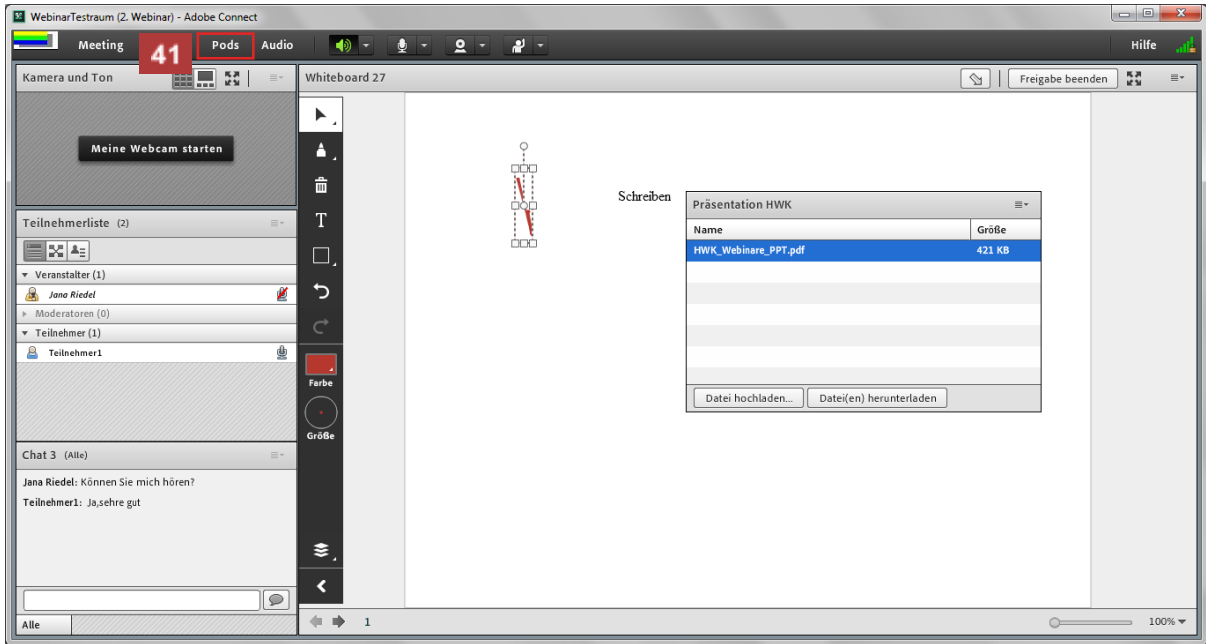 WebinarTestraum (2. Webinar) - Adobe Connect
Meeting 41 Pods Audio Hilfe
Kamera und Ton
Meine Webcam starten
Teilnehmerliste (2)
Veranstalter (1)
Jana Riedel
Moderatoren (0)
Teilnehmer (1)
Teilnehmer1
Chat 3 (Alle)
Jana Riedel: Können Sie mich hören?
Teilnehmer1: Ja,sehre gut
Alle
Whiteboard 27 Freigabe beenden
T
Farbe
Größe
Schreiben
Präsentation HWK
Name Größe
HWK_Webinare_PPT.pdf 421 KB
Datei hochladen... Datei(en) herunterladen
1 100%